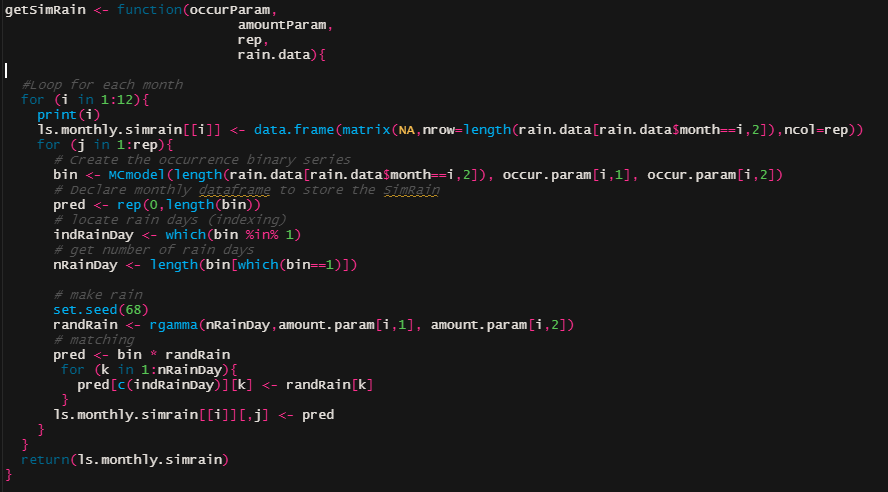 getSimRain <- function(occurParam,
                       amountParam,
                       rep,
                       rain.data){

  #Loop for each month
  for (i in 1:12){
    print(i)
    ls.monthly.simrain[[i]] <- data.frame(matrix(NA,nrow=length(rain.data[rain.data$month==i,2]),ncol=rep))
    for (j in 1:rep){
      # Create the occurrence binary series
      bin <- MCmodel(length(rain.data[rain.data$month==i,2]), occur.param[i,1], occur.param[i,2])
      # Declare monthly dataframe to store the SimRain
      pred <- rep(0,length(bin))
      # locate rain days (indexing)
      indRainDay <- which(bin %in% 1)
      # get number of rain days
      nRainDay <- length(bin[which(bin==1)])

      # make rain
      set.seed(68)
      randRain <- rgamma(nRainDay,amount.param[i,1], amount.param[i,2])
      # matching
      pred <- bin * randRain
       for (k in 1:nRainDay){
         pred[c(indRainDay)][k] <- randRain[k]
       }
      ls.monthly.simrain[[i]][,j] <- pred
    }
  }
  return(ls.monthly.simrain)
}